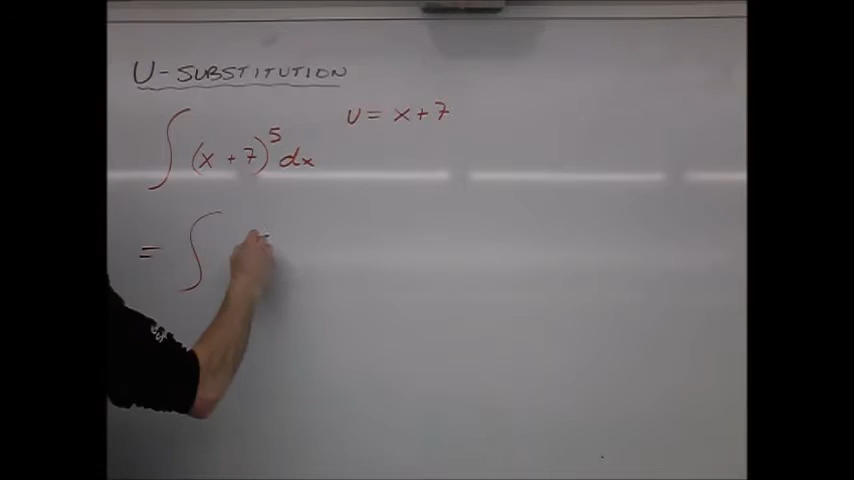 U-SUBSTITUTION
∫ (x + 7)^5 dx    u = x + 7
= ∫